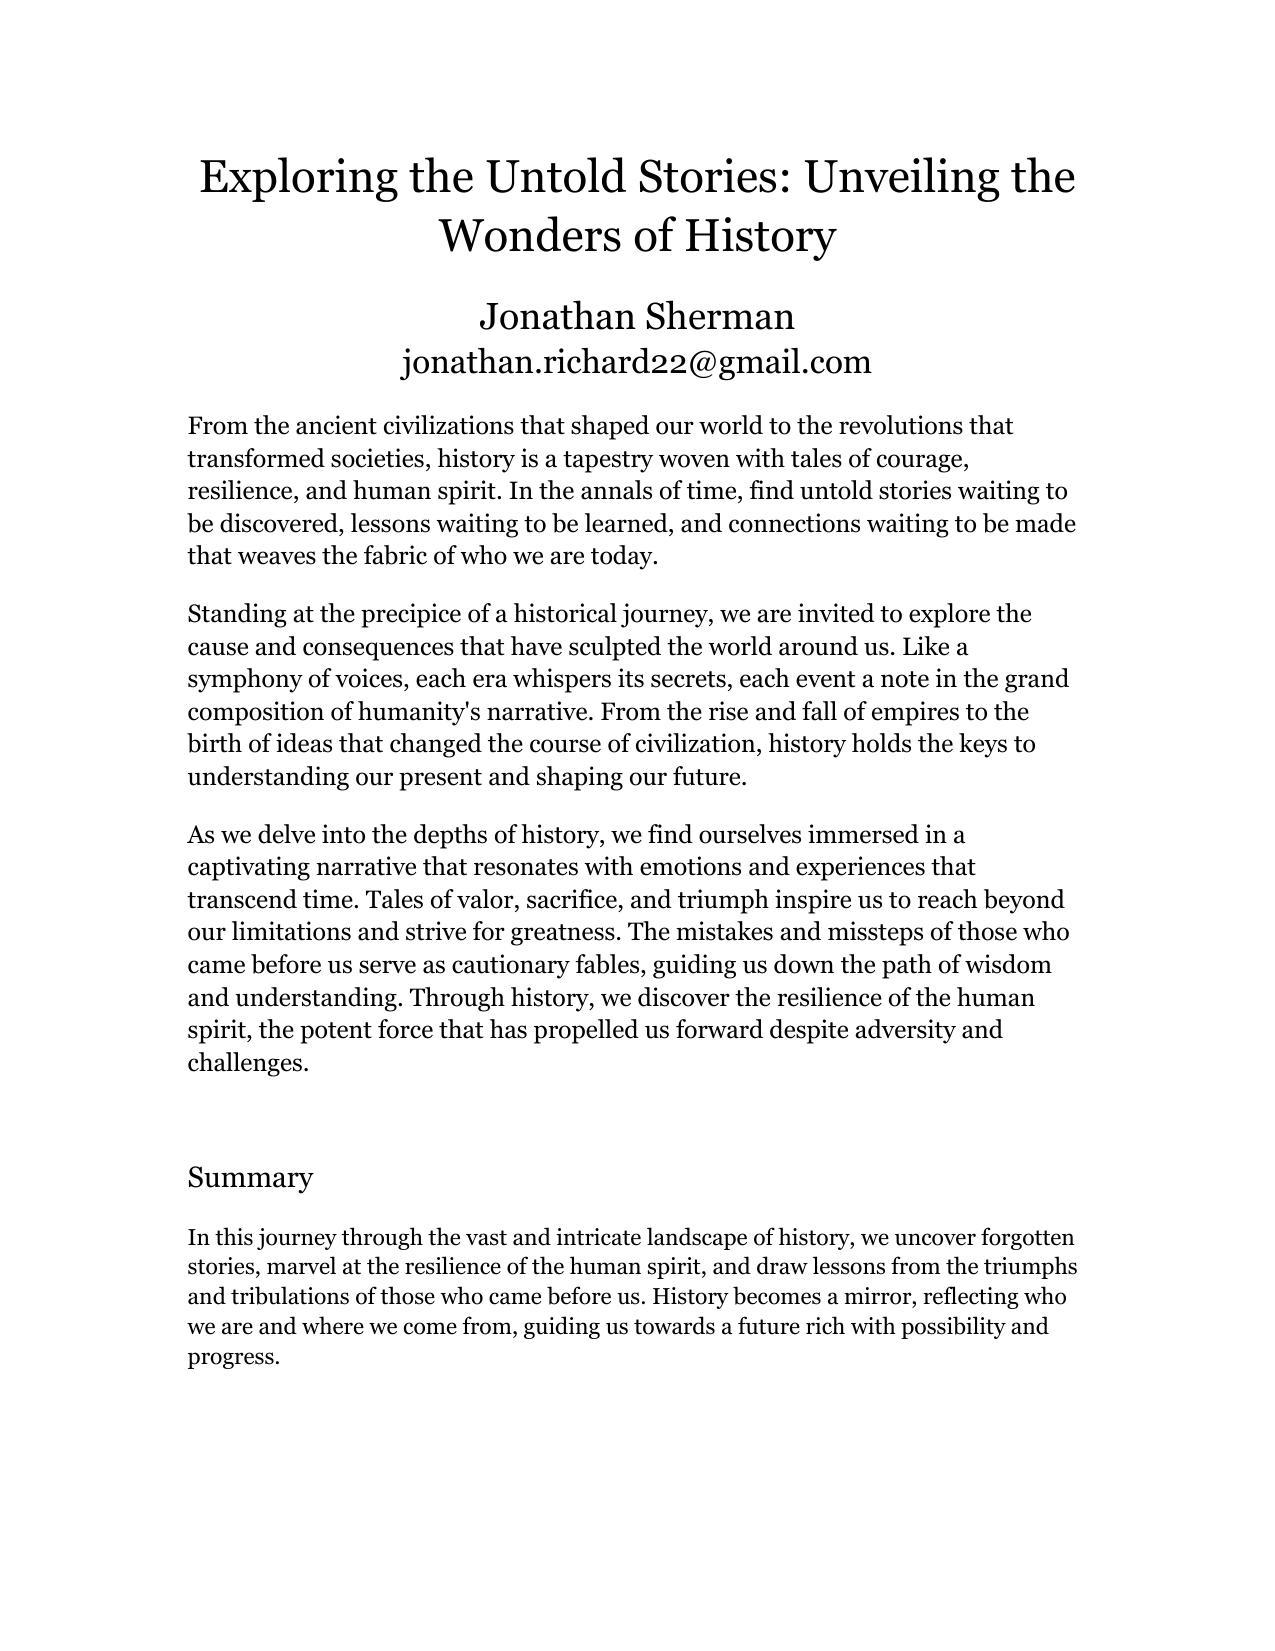 Exploring the Untold Stories: Unveiling the
Wonders of History
Jonathan Sherman
jonathan.richard22@gmail.com
From the ancient civilizations that shaped our world to the revolutions that
transformed societies, history is a tapestry woven with tales of courage,
resilience, and human spirit. In the annals of time, find untold stories waiting to
be discovered, lessons waiting to be learned, and connections waiting to be made
that weaves the fabric of who we are today.
Standing at the precipice of a historical journey, we are invited to explore the
cause and consequences that have sculpted the world around us. Like a
symphony of voices, each era whispers its secrets, each event a note in the grand
composition of humanity's narrative. From the rise and fall of empires to the
birth of ideas that changed the course of civilization, history holds the keys to
understanding our present and shaping our future.
As we delve into the depths of history, we find ourselves immersed in a
captivating narrative that resonates with emotions and experiences that
transcend time. Tales of valor, sacrifice, and triumph inspire us to reach beyond
our limitations and strive for greatness. The mistakes and missteps of those who
came before us serve as cautionary fables, guiding us down the path of wisdom
and understanding. Through history, we discover the resilience of the human
spirit, the potent force that has propelled us forward despite adversity and
challenges.
Summary
In this journey through the vast and intricate landscape of history, we uncover forgotten
stories, marvel at the resilience of the human spirit, and draw lessons from the triumphs
and tribulations of those who came before us. History becomes a mirror, reflecting who
we are and where we come from, guiding us towards a future rich with possibility and
progress.